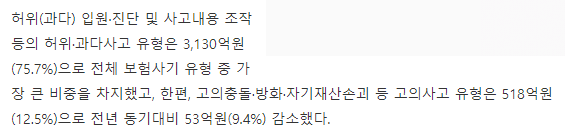 허위(과다) 입원·진단 및 사고내용 조작
등의 허위·과다사고 유형은 3,130억원
(75.7%)으로 전체 보험사기 유형 중 가
장 큰 비중을 차지했고, 한편, 고의충돌·방화·자기재산손괴 등 고의사고 유형은 518억원
(12.5%)으로 전년 동기대비 53억원(9.4%) 감소했다.